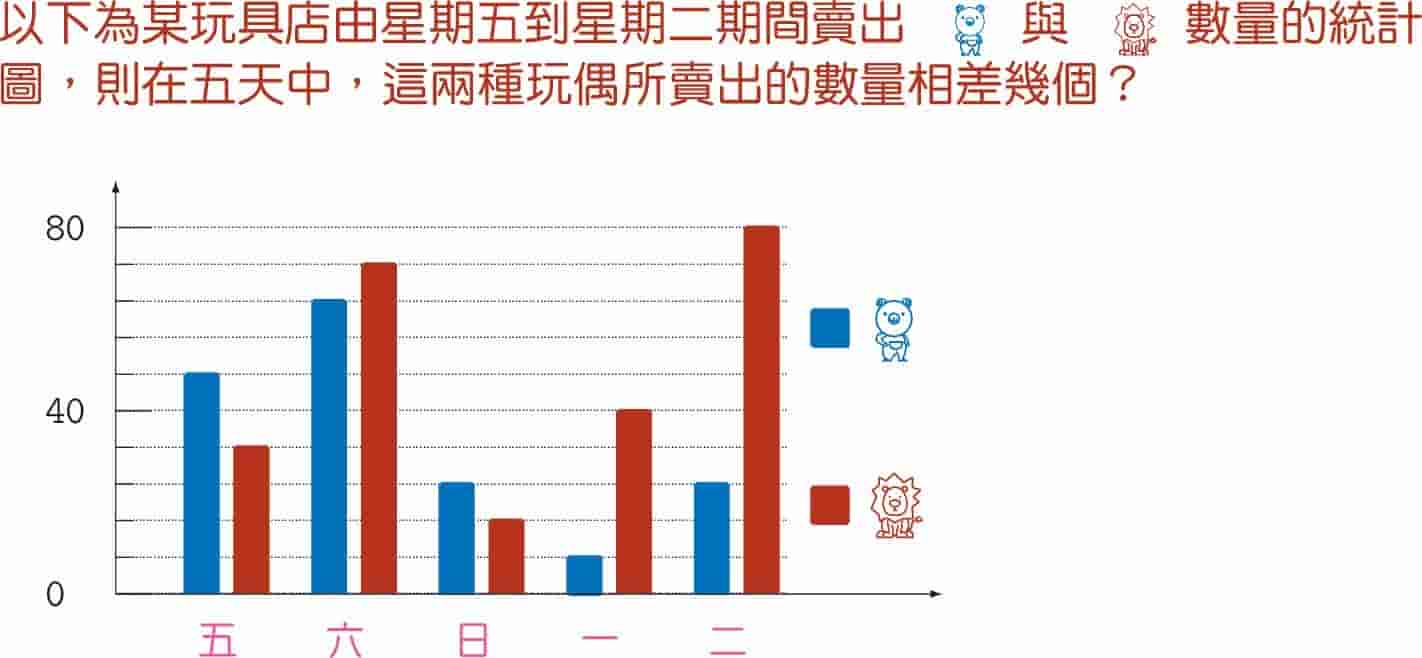 以下為某玩具店由星期五到星期二期間賣出 與 數量的統計
圖，則在五天中，這兩種玩偶所賣出的數量相差幾個？
80
40
0
五 六 日 一 二